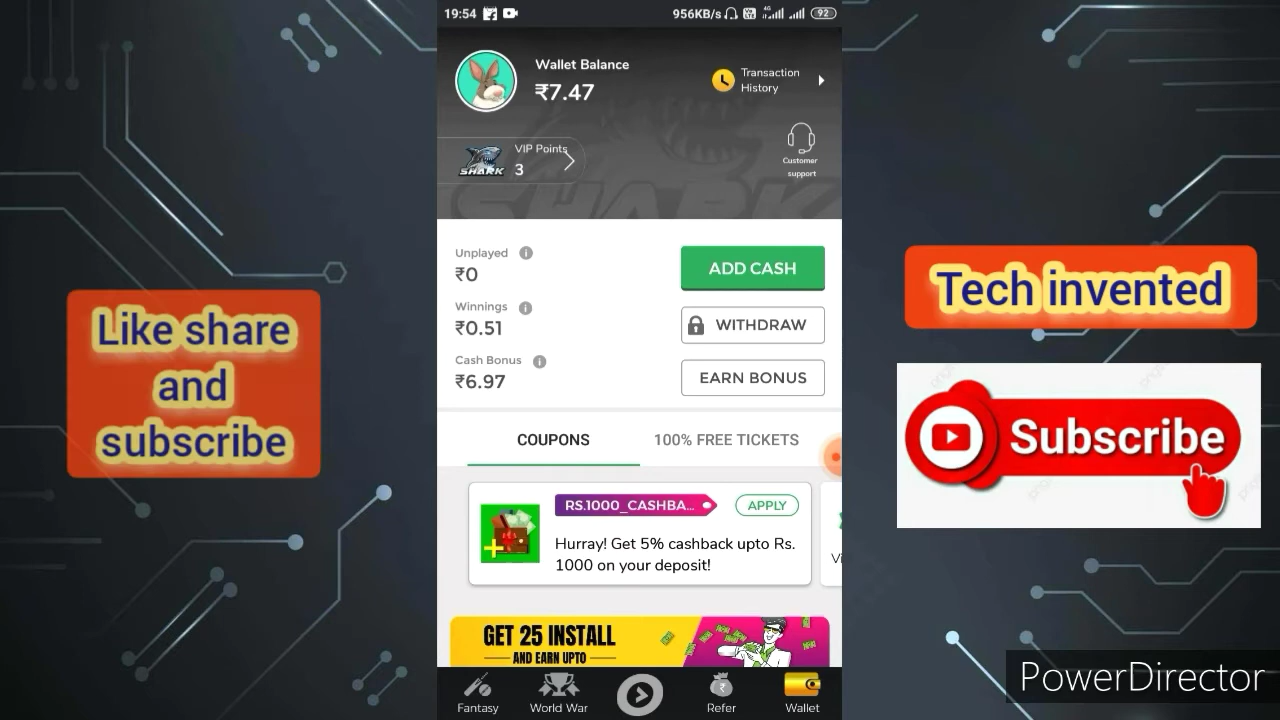 19:54
956KB/s
4G
92
Wallet Balance
₹7.47
Transaction
History
VIP Points
3
SHARK
Customer
support
SHARK
Unplayed
₹0
ADD CASH
Winnings
₹0.51
WITHDRAW
Cash Bonus
₹6.97
EARN BONUS
COUPONS
100% FREE TICKETS
RS.1000_CASHBA...
APPLY
Hurray! Get 5% cashback upto Rs.
1000 on your deposit!
Vi
GET 25 INSTALL
AND EARN UPTO
Fantasy
World War
Refer
Wallet
Like share
and
subscribe
Tech invented
Subscribe
PowerDirector